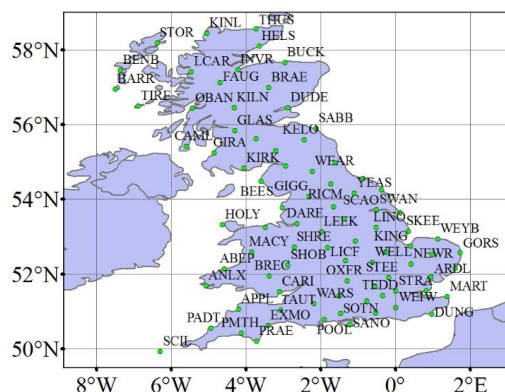 THUS
KINL
STOR
HELS
58°N
BUCK
LCAR
INVR
BENB
FAUG
BRAE
BARR
OBAN
KILN
DUDE
TIRE
56°N
GLAS
SABB
KELO
CAML
GIRA
KIRK
WEAR
BEES
GIGG
YEAS
54°N
RICM
SCAO
SWAN
HOLY
DARE
LEEK
LINO
SKEE
WEYB
MACY
SHRE
KING
GORS
ABEP
SHOB
LICF
WELL
NEWR
52°N
ANLX
BREC
OXFR
STEE
ARDL
CARI
TEDD
STRA
MART
APPL
TAUT
WARS
WEIW
PADT
PMTH
EXMO
SOTN
DUNG
50°N
SCIL
PRAE
POOL
SANO
8°W
6°W
4°W
2°W
0°
2°E